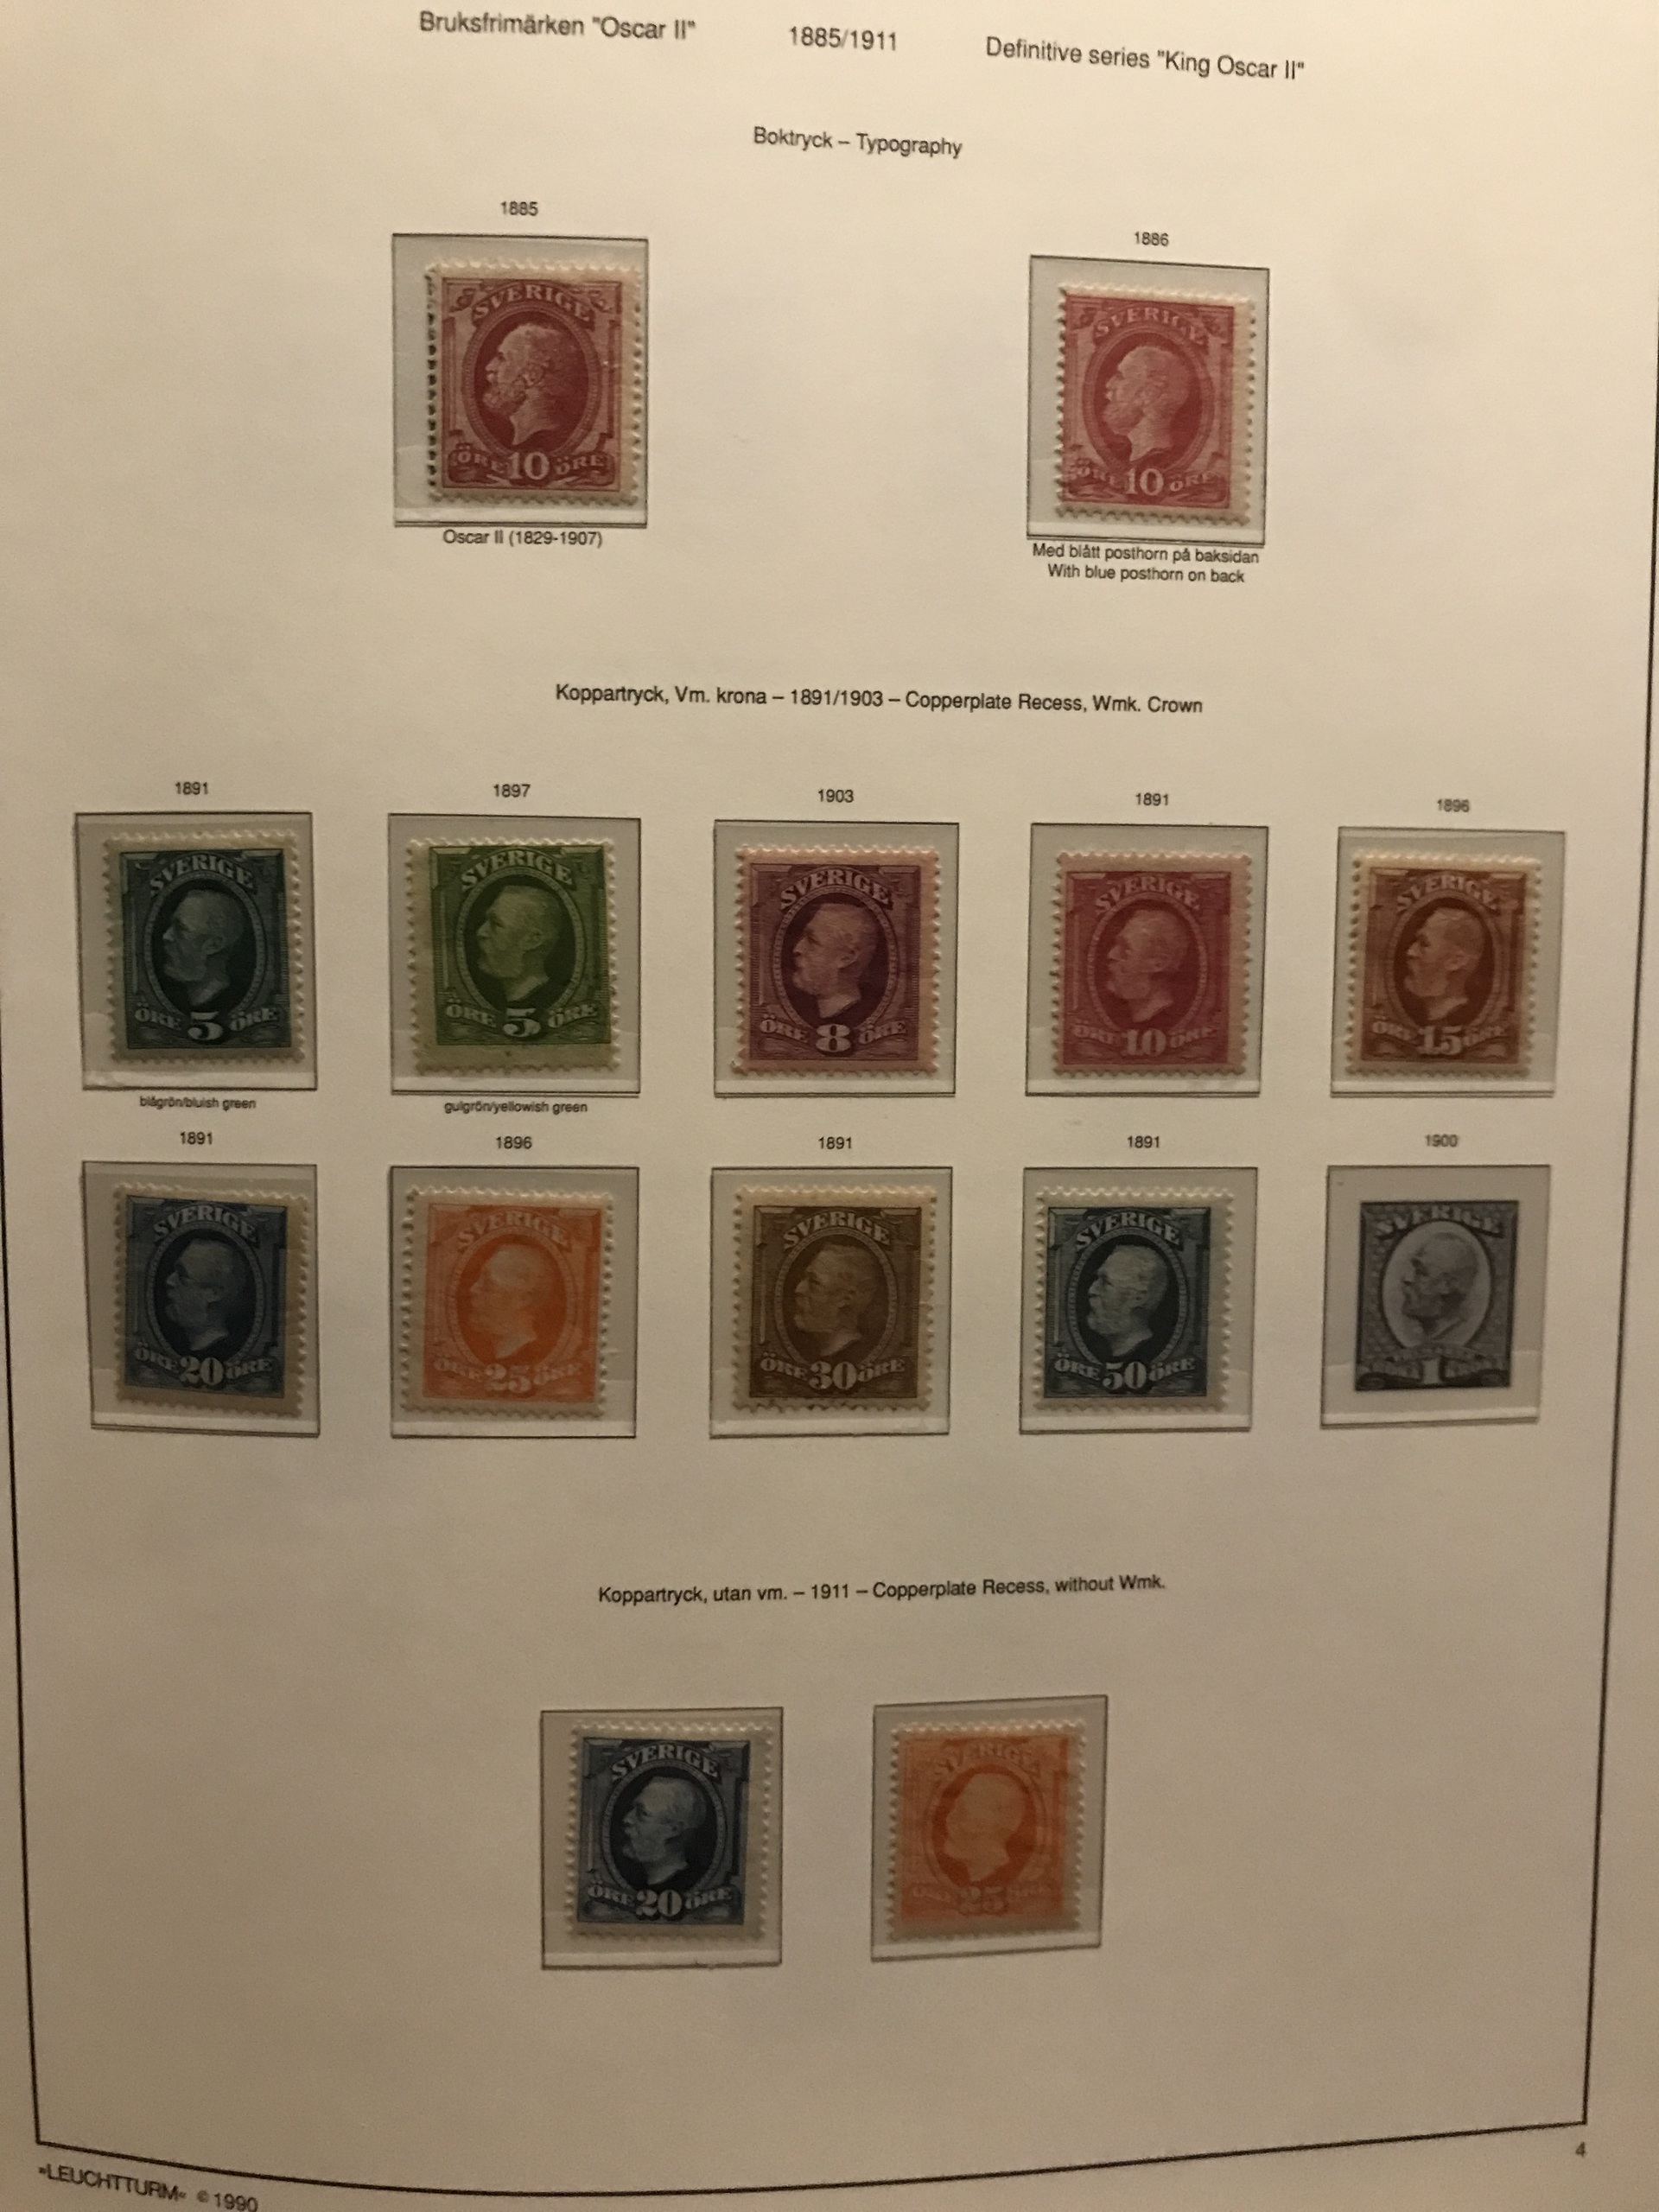 Bruksfrimärken "Oscar II" 1885/1911 Definitive series "King Oscar II"
Boktryck – Typography
1885
1886
SVERIGE
ÖRE 10 ÖRE
SVERIGE
ÖRE 10 ÖRE
Oscar II (1829-1907)
Med blått posthorn på baksidan
With blue posthorn on back
Koppartryck, Vm. krona – 1891/1903 – Copperplate Recess, Wmk. Crown
1891 1897 1903 1891 1896
SVERIGE SVERIGE SVERIGE SVERIGE SVERIGE
ÖRE 5 ÖRE ÖRE 5 ÖRE ÖRE 8 ÖRE ÖRE 10 ÖRE ÖRE 15 ÖRE
blågrön/bluish green gulgrön/yellowish green
1891 1896 1891 1891 1900
SVERIGE SVERIGE SVERIGE SVERIGE SVERIGE
ÖRE 20 ÖRE ÖRE 25 ÖRE ÖRE 30 ÖRE ÖRE 50 ÖRE 1
Koppartryck, utan vm. – 1911 – Copperplate Recess, without Wmk.
SVERIGE SVERIGE
ÖRE 20 ÖRE ÖRE 25 ÖRE
4
»LEUCHTTURM« © 1990